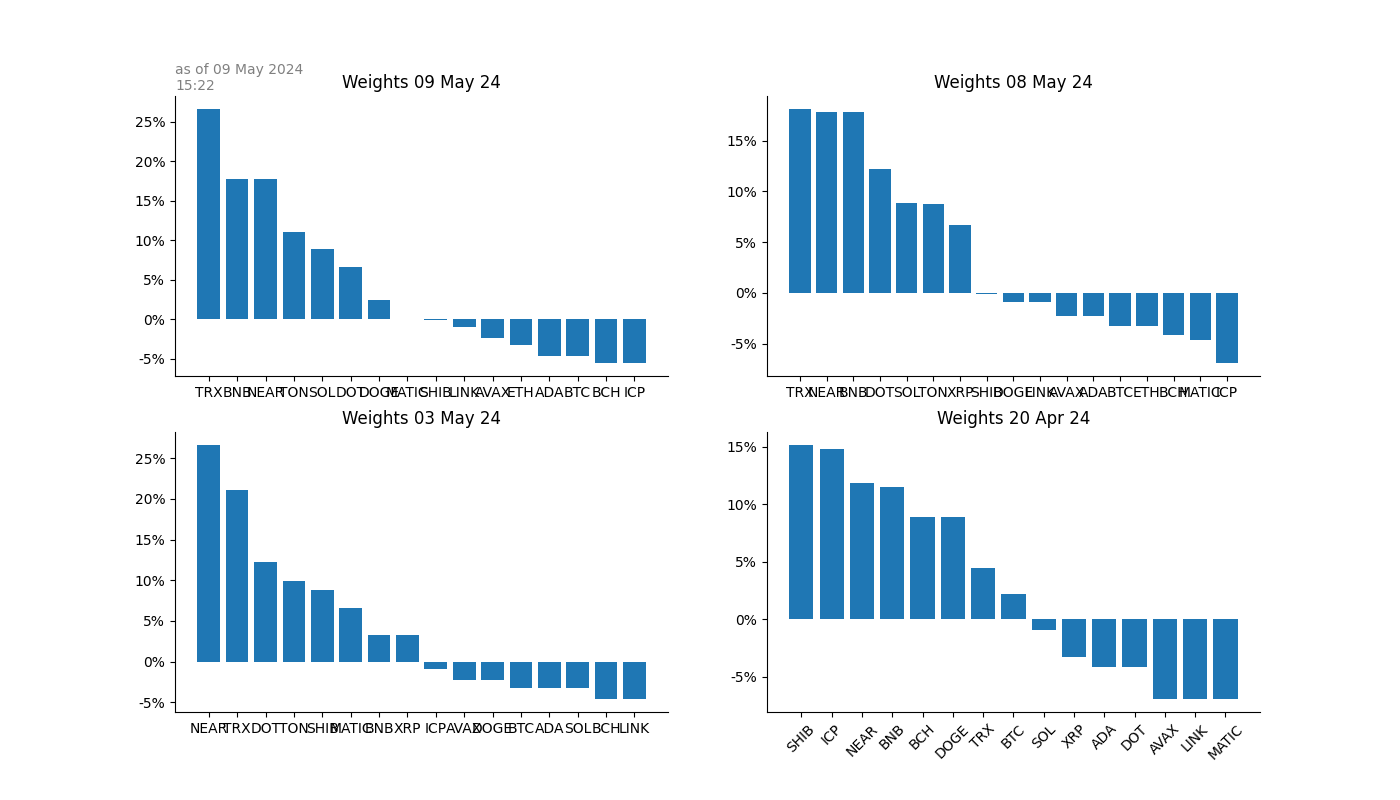 as of 09 May 2024
15:22
Weights 09 May 24
25%
20%
15%
10%
5%
0%
-5%
TRX BNB NEAR TON SOL DOT DOGE MATIC SHIB LINK AVAX ETH ADA BTC BCH ICP
Weights 08 May 24
15%
10%
5%
0%
-5%
TRX NEAR BNB DOT SOL TON XRP SHIB DOGE LINK AVAX ADA BTC ETH BCH MATIC ICP
Weights 03 May 24
25%
20%
15%
10%
5%
0%
-5%
NEAR TRX DOT TON SHIB MATIC BNB XRP ICP AVAX DOGE BTC ADA SOL BCH LINK
Weights 20 Apr 24
15%
10%
5%
0%
-5%
SHIB ICP NEAR BNB BCH DOGE TRX BTC SOL XRP ADA DOT AVAX LINK MATIC